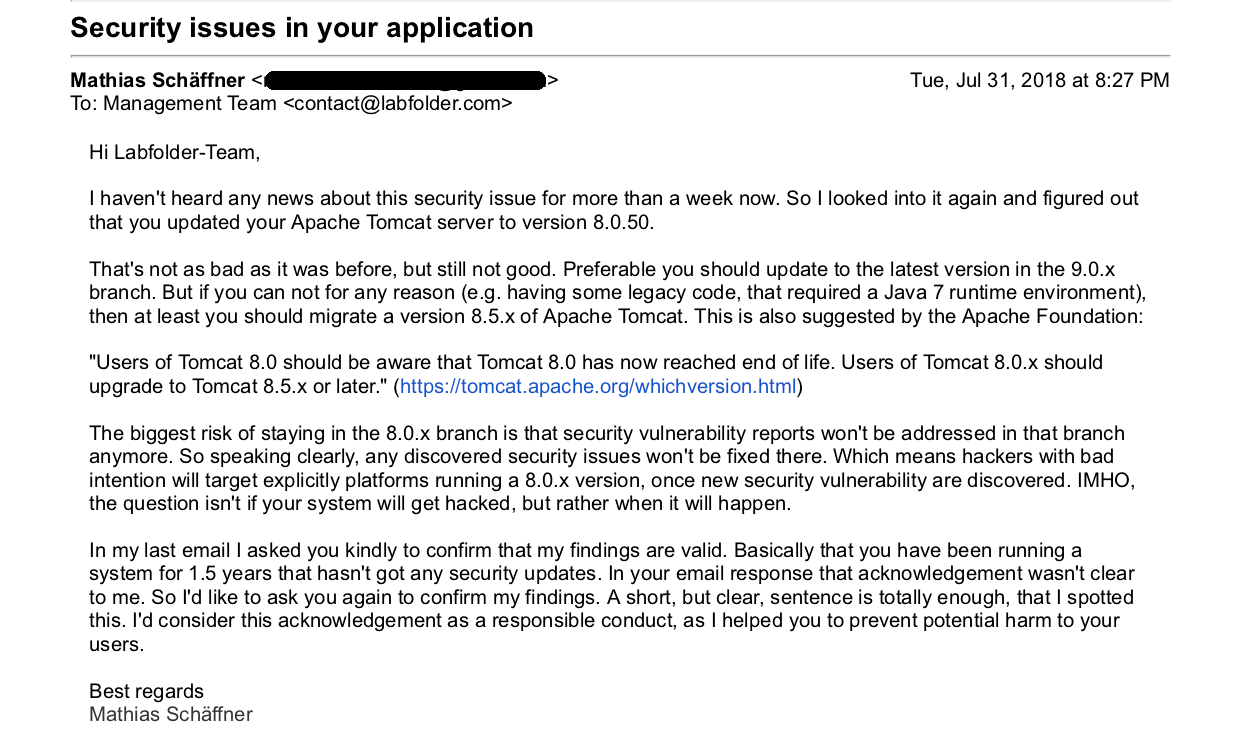 Security issues in your application
Mathias Schäffner < >
Tue, Jul 31, 2018 at 8:27 PM
To: Management Team <contact@labfolder.com>
Hi Labfolder-Team,
I haven't heard any news about this security issue for more than a week now. So I looked into it again and figured out
that you updated your Apache Tomcat server to version 8.0.50.
That's not as bad as it was before, but still not good. Preferable you should update to the latest version in the 9.0.x
branch. But if you can not for any reason (e.g. having some legacy code, that required a Java 7 runtime environment),
then at least you should migrate a version 8.5.x of Apache Tomcat. This is also suggested by the Apache Foundation:
"Users of Tomcat 8.0 should be aware that Tomcat 8.0 has now reached end of life. Users of Tomcat 8.0.x should
upgrade to Tomcat 8.5.x or later." (https://tomcat.apache.org/whichversion.html)
The biggest risk of staying in the 8.0.x branch is that security vulnerability reports won't be addressed in that branch
anymore. So speaking clearly, any discovered security issues won't be fixed there. Which means hackers with bad
intention will target explicitly platforms running a 8.0.x version, once new security vulnerability are discovered. IMHO,
the question isn't if your system will get hacked, but rather when it will happen.
In my last email I asked you kindly to confirm that my findings are valid. Basically that you have been running a
system for 1.5 years that hasn't got any security updates. In your email response that acknowledgement wasn't clear
to me. So I'd like to ask you again to confirm my findings. A short, but clear, sentence is totally enough, that I spotted
this. I'd consider this acknowledgement as a responsible conduct, as I helped you to prevent potential harm to your
users.
Best regards
Mathias Schäffner